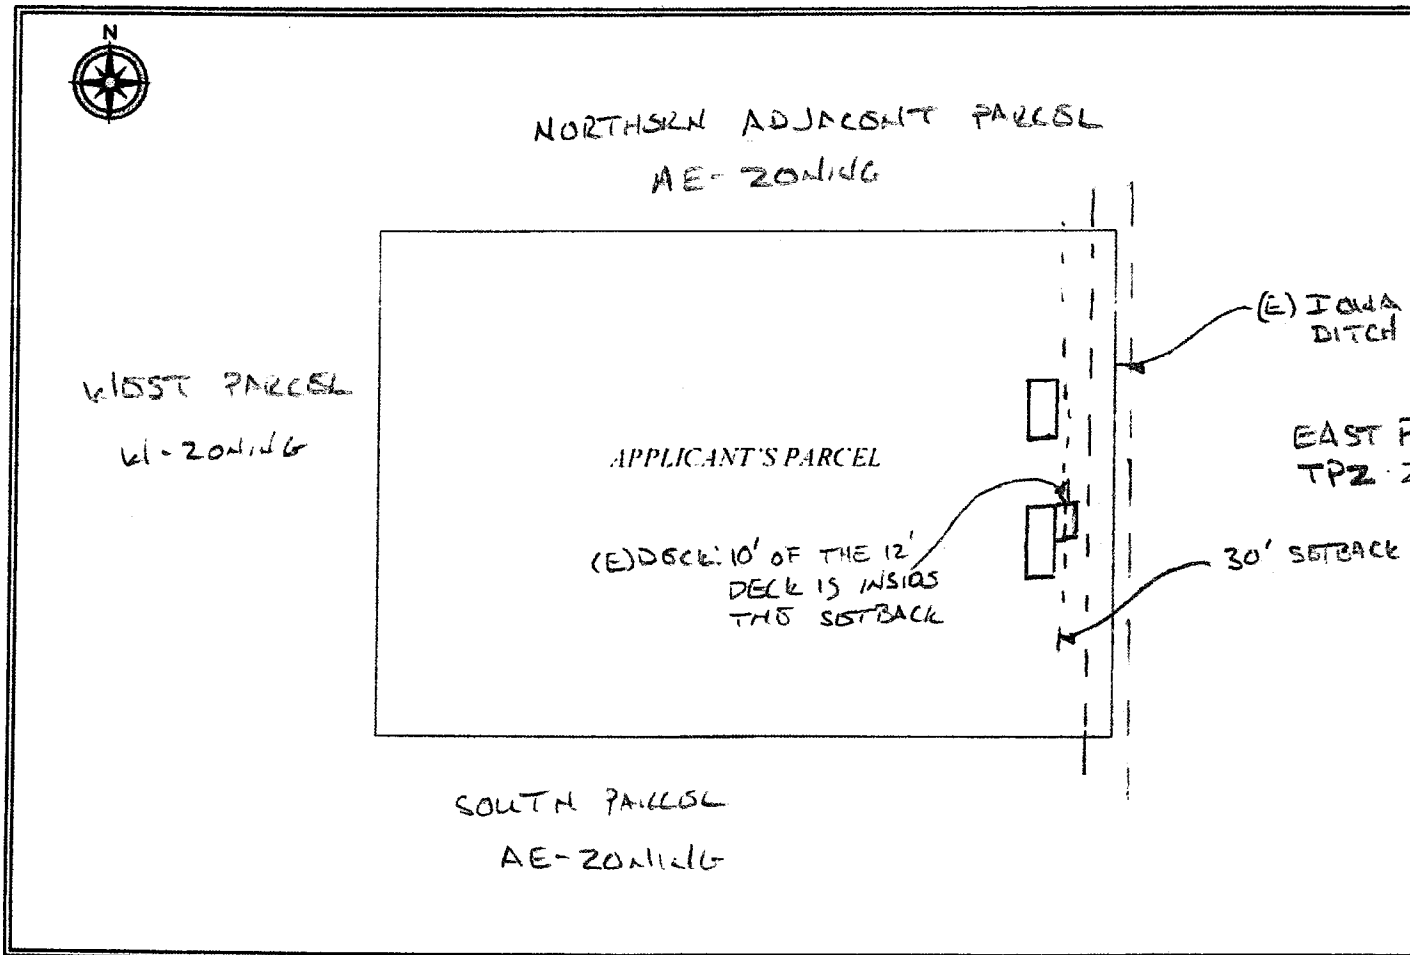 N
NORTHERN ADJACENT PARCEL
AE-ZONING
(E) IOWA
DITCH
WEST PARCEL
W-ZONING
EAST P
TPZ-Z
APPLICANT'S PARCEL
(E) DECK: 10' OF THE 12'
DECK IS INSIDE
THE SETBACK
30' SETBACK
SOUTH PARCEL
AE-ZONING